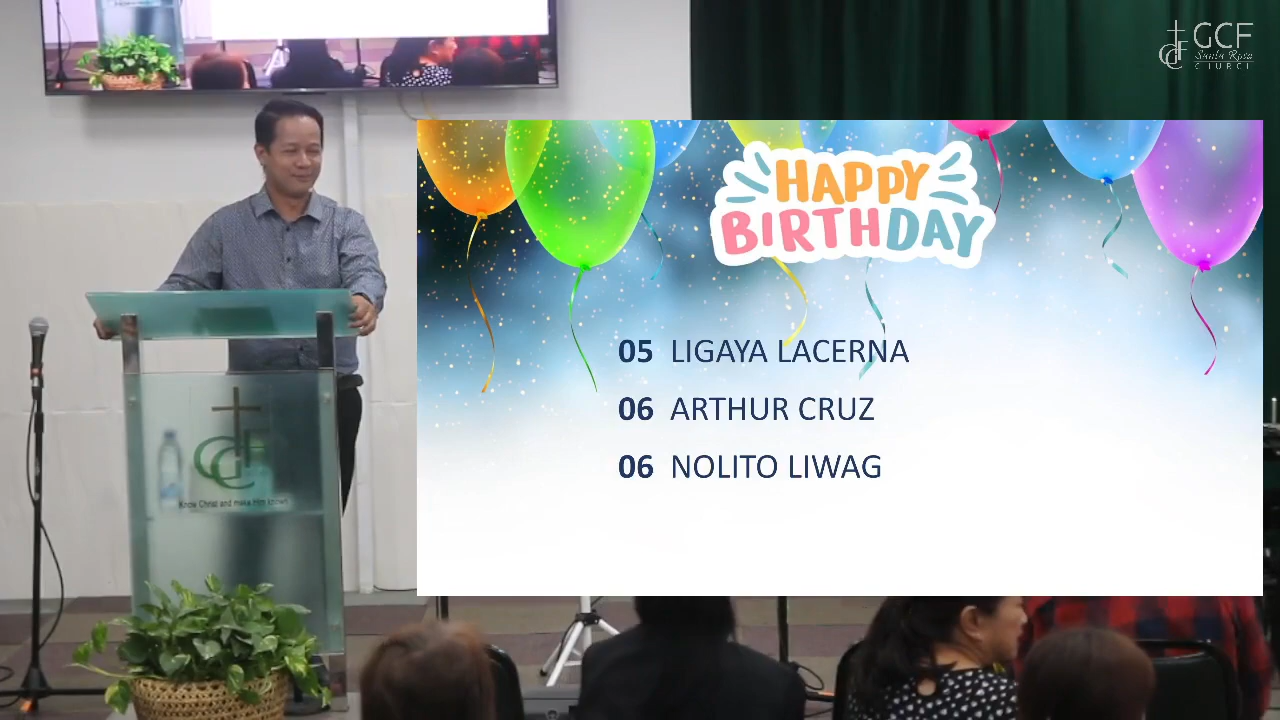 GCF
Santa Rosa
CHURCH
HAPPY
BIRTHDAY
05 LIGAYA LACERNA
06 ARTHUR CRUZ
06 NOLITO LIWAG
GCF
Know Christ and make Him known